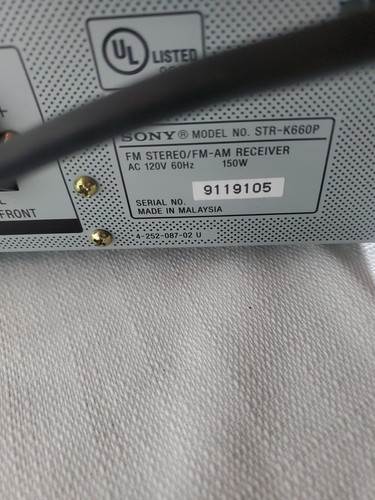 UL
LISTED
+
SONY® MODEL NO. STR-K660P
FM STEREO/FM-AM RECEIVER
AC 120V 60Hz 150W
9119105
SERIAL NO.
MADE IN MALAYSIA
L
FRONT
4-252-087-02 U